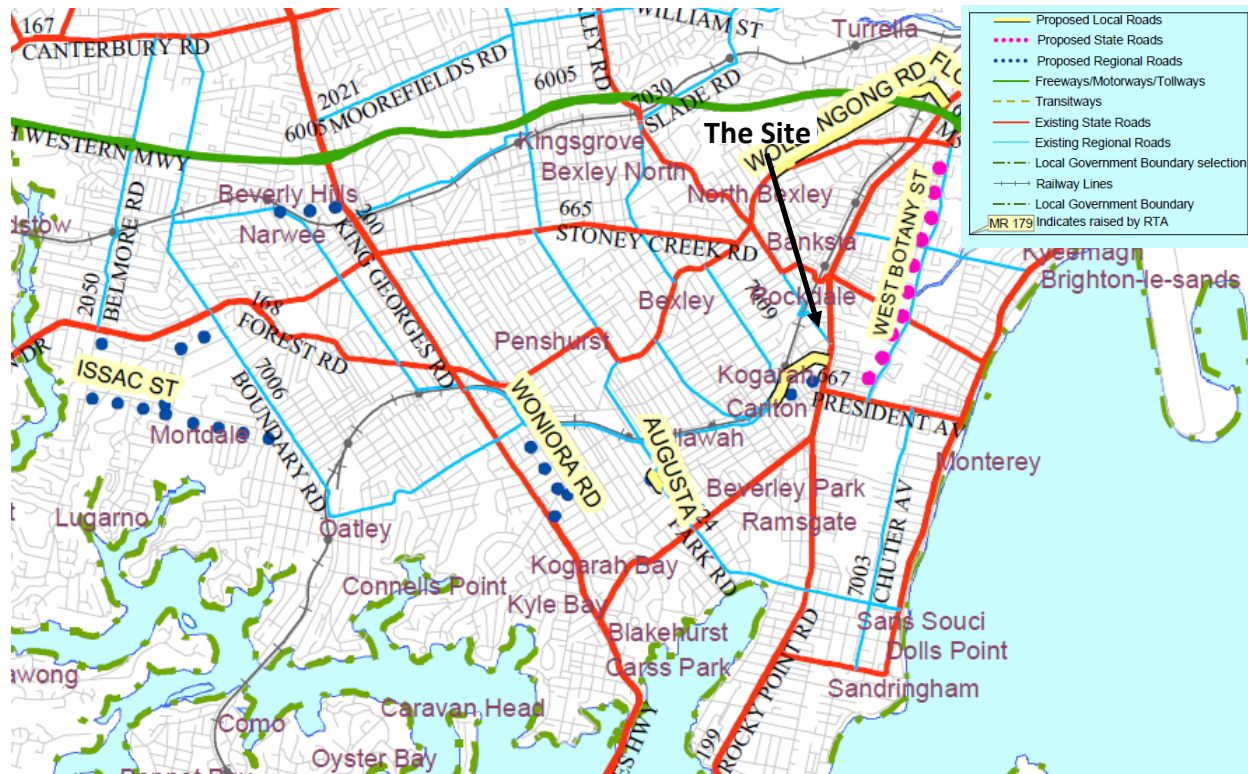 167
CANTERBURY RD
WILLIAM ST
Turrella
2021
MOOREFIELDS RD
6005
6005
7030
SLADE RD
WESTERN MWY
Kingsgrove
Bexley North
The Site
North Bexley
BELMORE RD
Beverly Hills
Narwee
200
KING GEORGES RD
665
STONEY CREEK RD
Banksia
WEST BOTANY ST
Kyeemagh
Brighton-le-sands
2050
168
FOREST RD
Bexley
Rockdale
Penshurst
ISSAC ST
7006
BOUNDARY RD
WONIORA RD
Kogarah
667
Carlton
PRESIDENT AV
Mortdale
AUGUSTA
Monterey
Lugarno
Oatley
Beverley Park
Ramsgate
PARK RD
7003
CHUTER AV
Connells Point
Kogarah Bay
Kyle Bay
Blakehurst
Carss Park
Sans Souci
Dolls Point
Sandringham
ROCKY POINT RD
199
Caravan Head
Como
Oyster Bay
Proposed Local Roads
Proposed State Roads
Proposed Regional Roads
Freeways/Motorways/Tollways
Transitways
Existing State Roads
Existing Regional Roads
Local Government Boundary selection
Railway Lines
Local Government Boundary
MR 179 Indicates raised by RTA